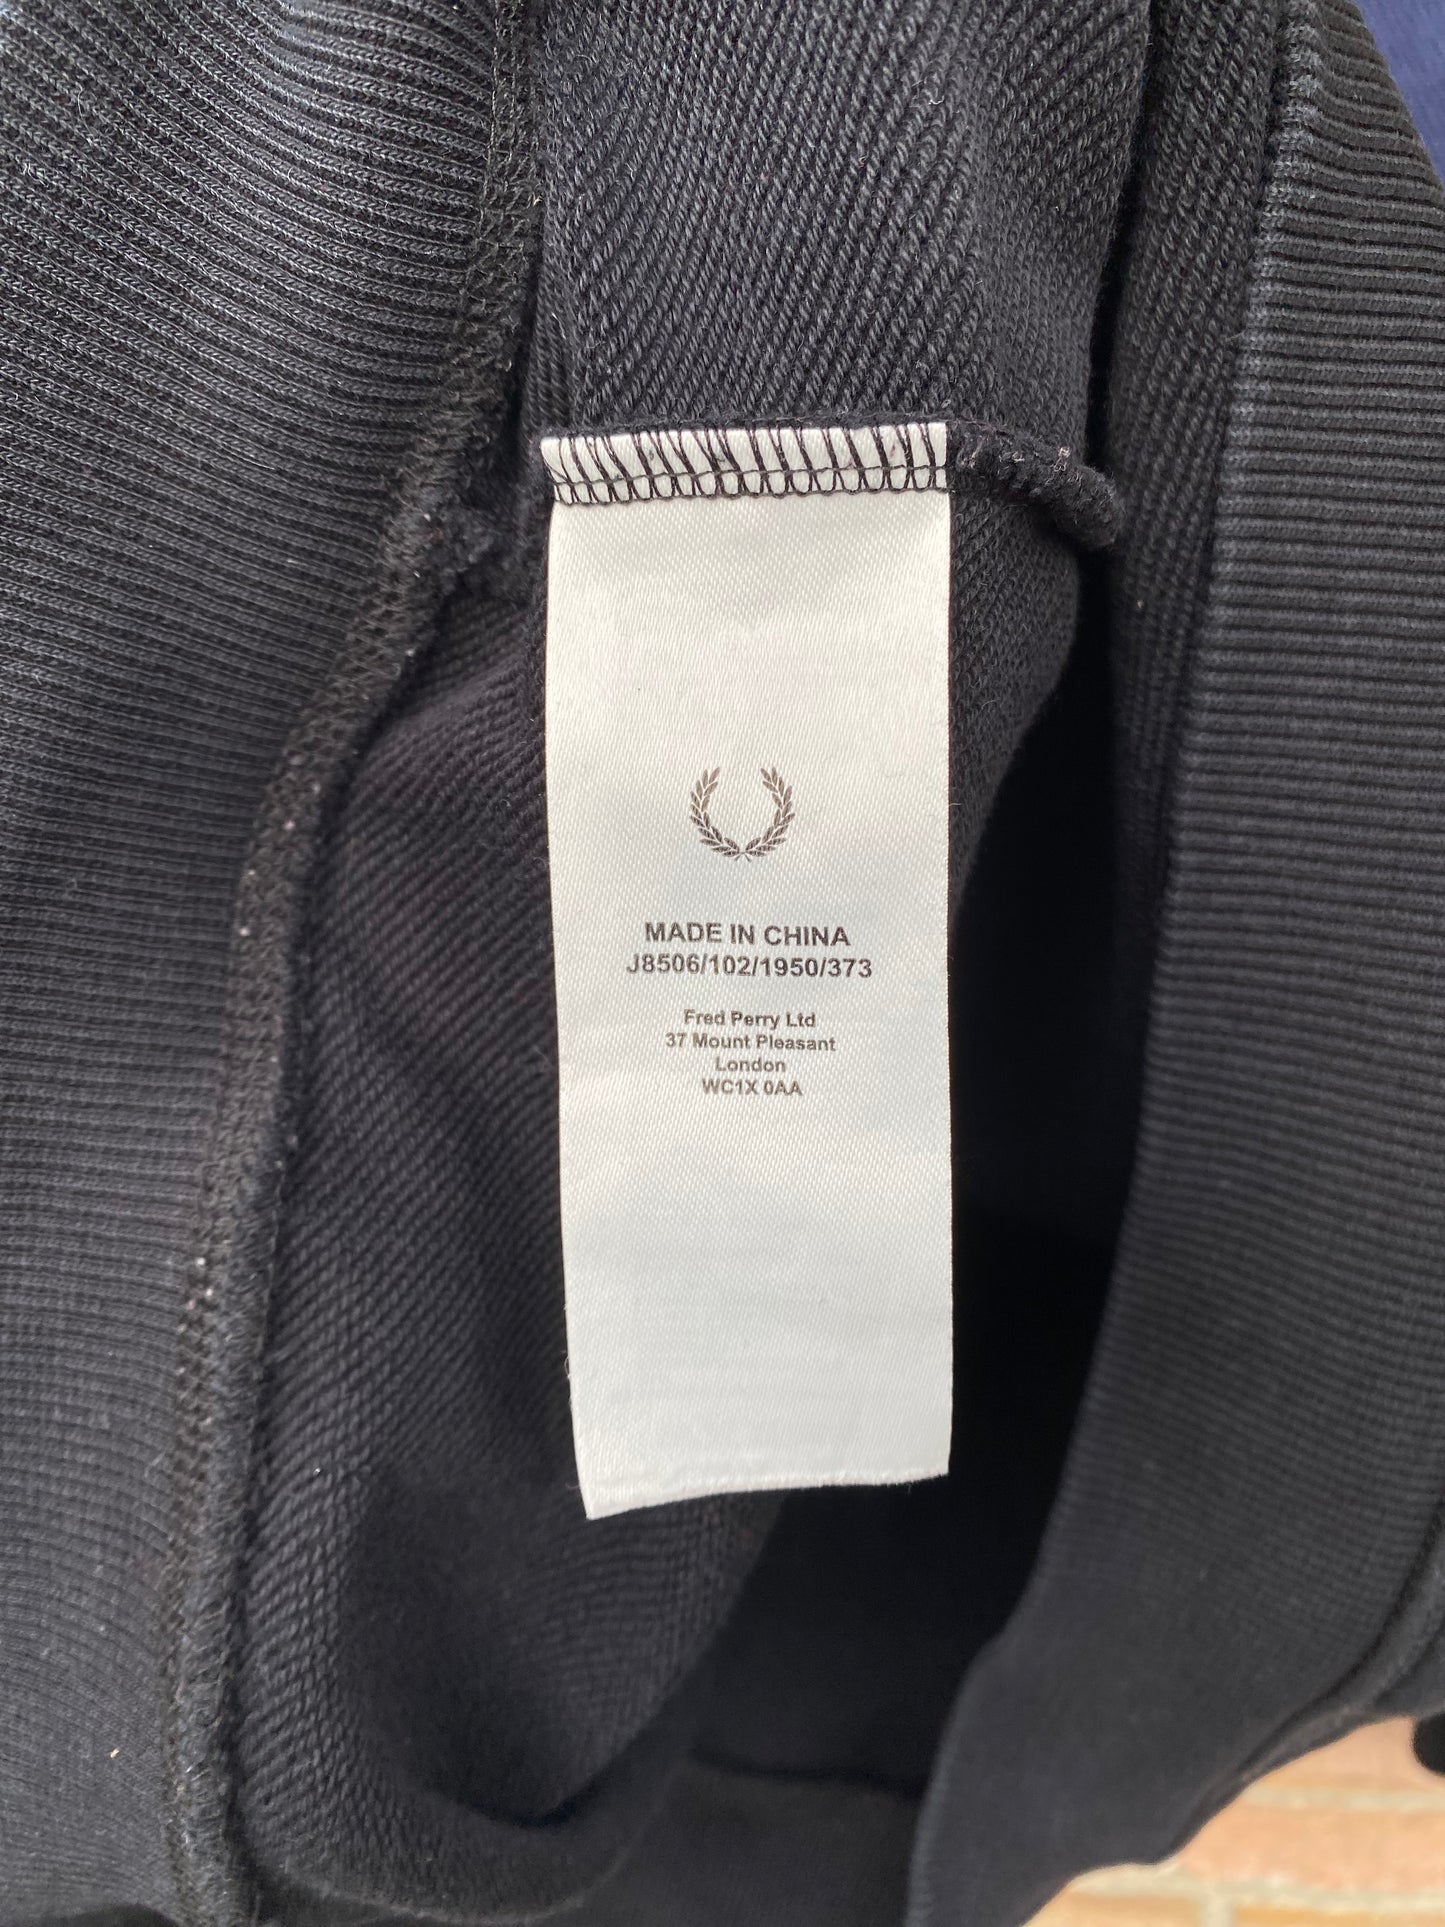 MADE IN CHINA
J8506/102/1950/373
Fred Perry Ltd
37 Mount Pleasant
London
WC1X 0AA